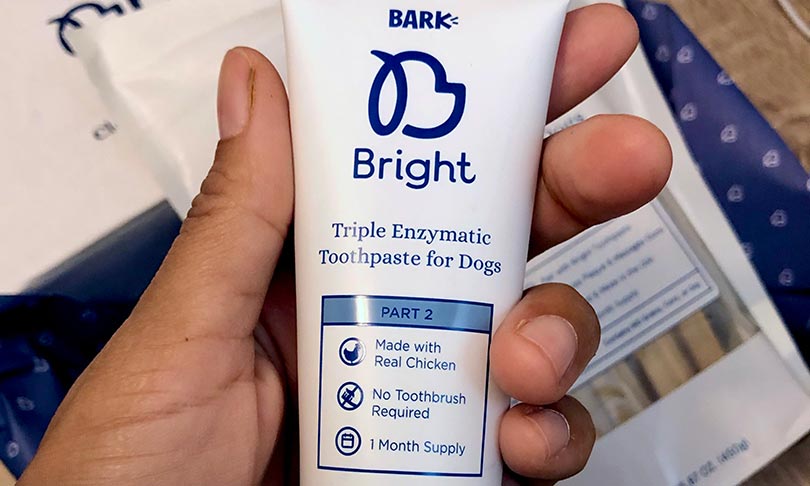 BARK
Bright
Triple Enzymatic
Toothpaste for Dogs
PART 2
Made with
Real Chicken
No Toothbrush
Required
1 Month Supply